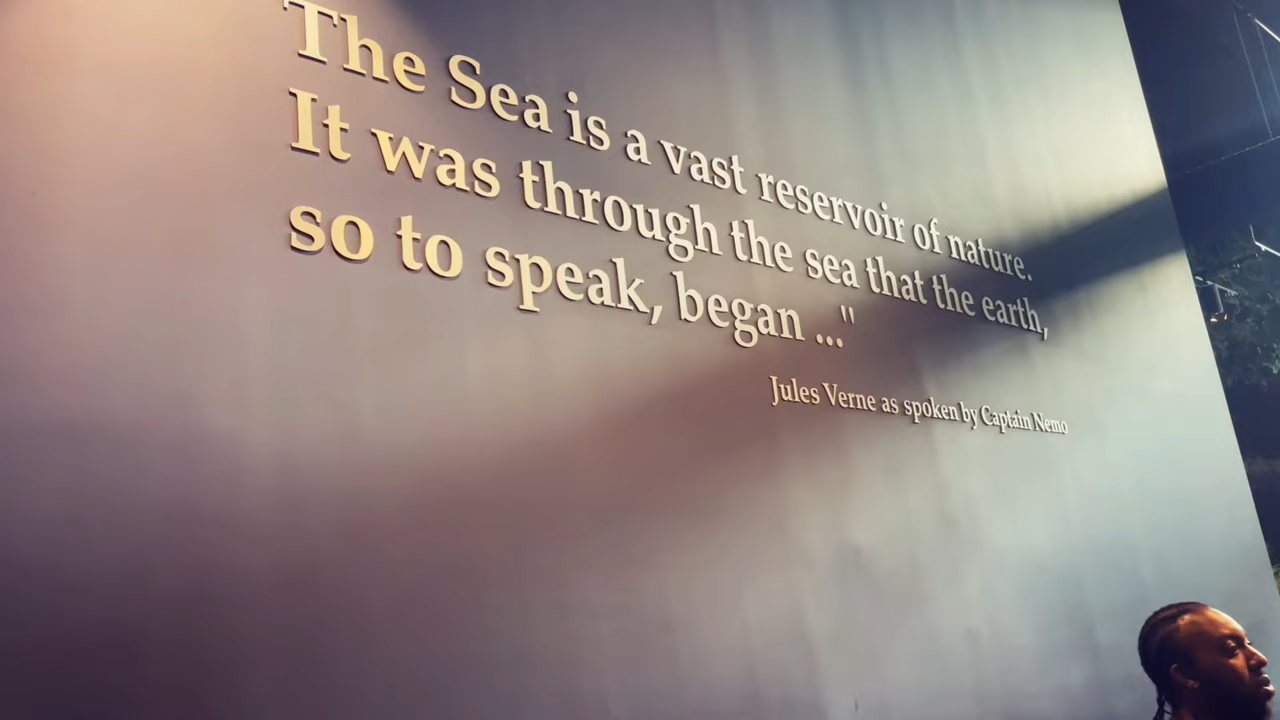 The Sea is a vast reservoir of nature.
It was through the sea that the earth,
so to speak, began ..."
Jules Verne as spoken by Captain Nemo